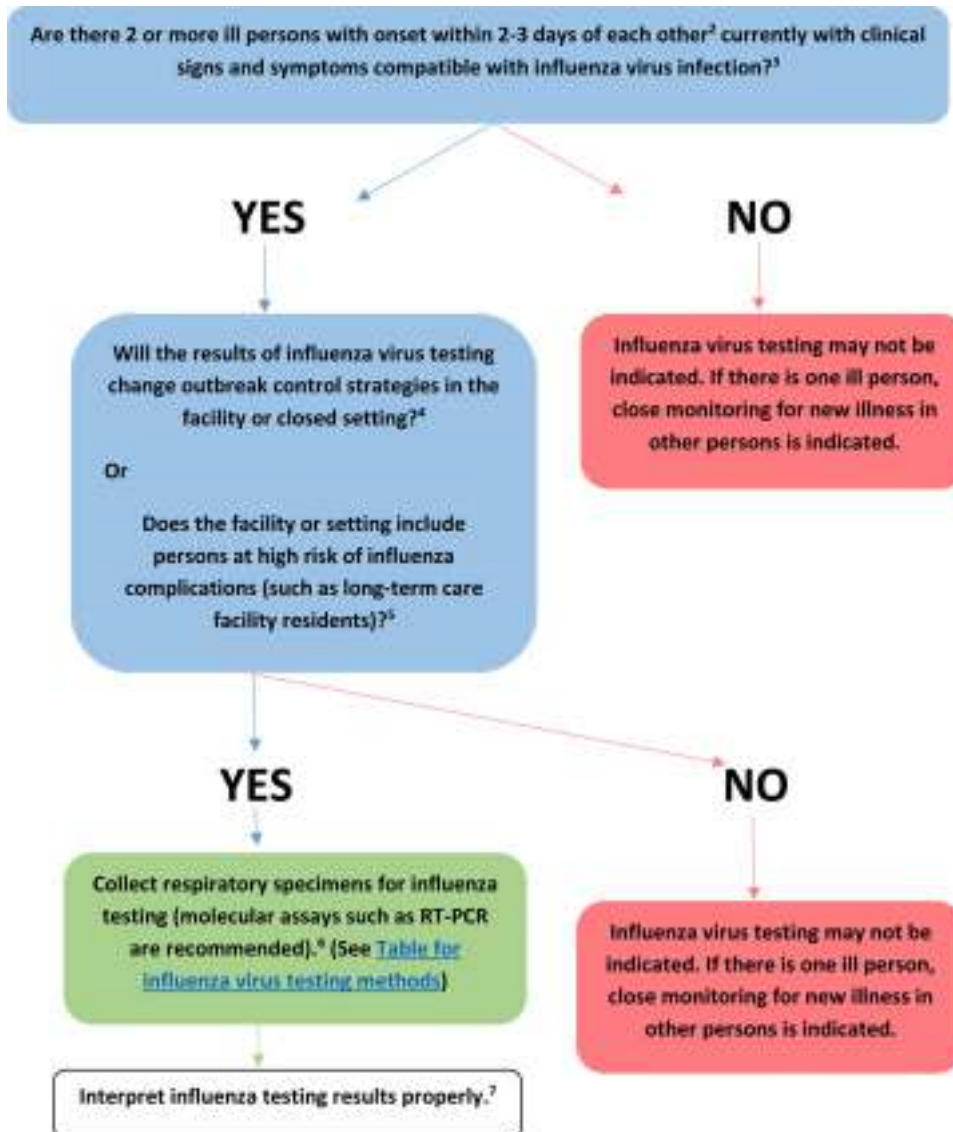 Are there 2 or more ill persons with onset within 2-3 days of each other² currently with clinical
signs and symptoms compatible with influenza virus infection?³
YES
NO
Will the results of influenza virus testing
change outbreak control strategies in the
facility or closed setting?⁴
Or
Does the facility or setting include
persons at high risk of influenza
complications (such as long-term care
facility residents)?⁵
Influenza virus testing may not be
indicated. If there is one ill person,
close monitoring for new illness in
other persons is indicated.
YES
NO
Collect respiratory specimens for influenza
testing (molecular assays such as RT-PCR
are recommended).⁶ (See Table for
influenza virus testing methods)
Influenza virus testing may not be
indicated. If there is one ill person,
close monitoring for new illness in
other persons is indicated.
Interpret influenza testing results properly.⁷